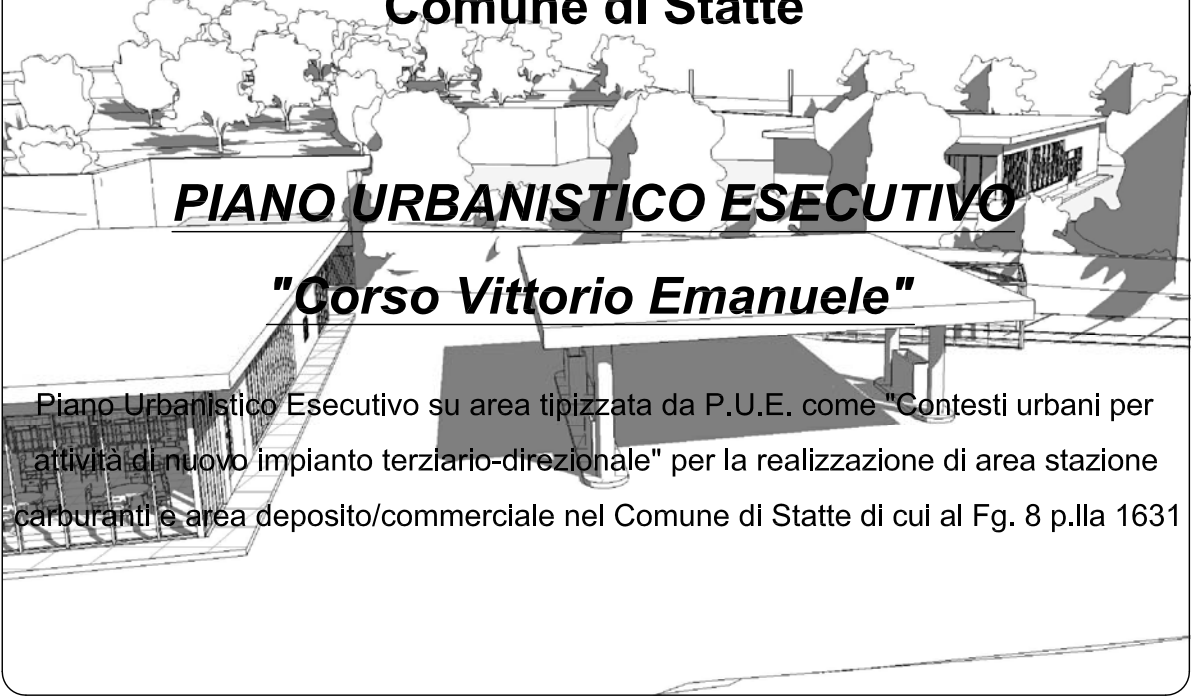 Comune di Statte
PIANO URBANISTICO ESECUTIVO
"Corso Vittorio Emanuele"
Piano Urbanistico Esecutivo su area tipizzata da P.U.E. come "Contesti urbani per
attività di nuovo impianto terziario-direzionale" per la realizzazione di area stazione
carburanti e area deposito/commerciale nel Comune di Statte di cui al Fg. 8 p.lla 1631